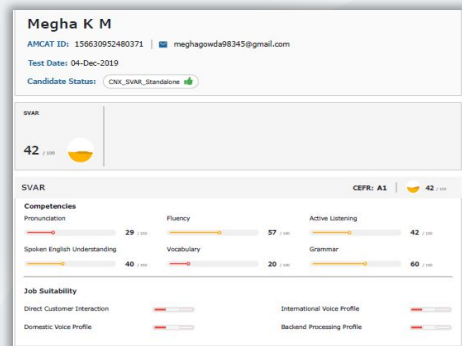 Megha K M
AMCAT ID: 156630952480371 | meghagowda98345@gmail.com
Test Date: 04-Dec-2019
Candidate Status: CNX_SVAR_Standalone
SVAR
42 / 100
SVAR CEFR: A1 | 42 / 100
Competencies
Pronunciation Fluency Active Listening
29 / 100 57 / 100 42 / 100
Spoken English Understanding Vocabulary Grammar
40 / 100 20 / 100 60 / 100
Job Suitability
Direct Customer Interaction International Voice Profile
Domestic Voice Profile Backend Processing Profile